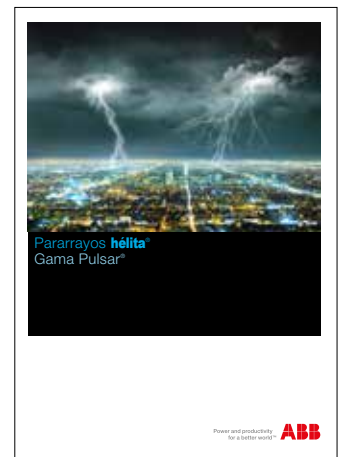 Pararrayos hélita®
Gama Pulsar®
Power and productivity
for a better world™
ABB